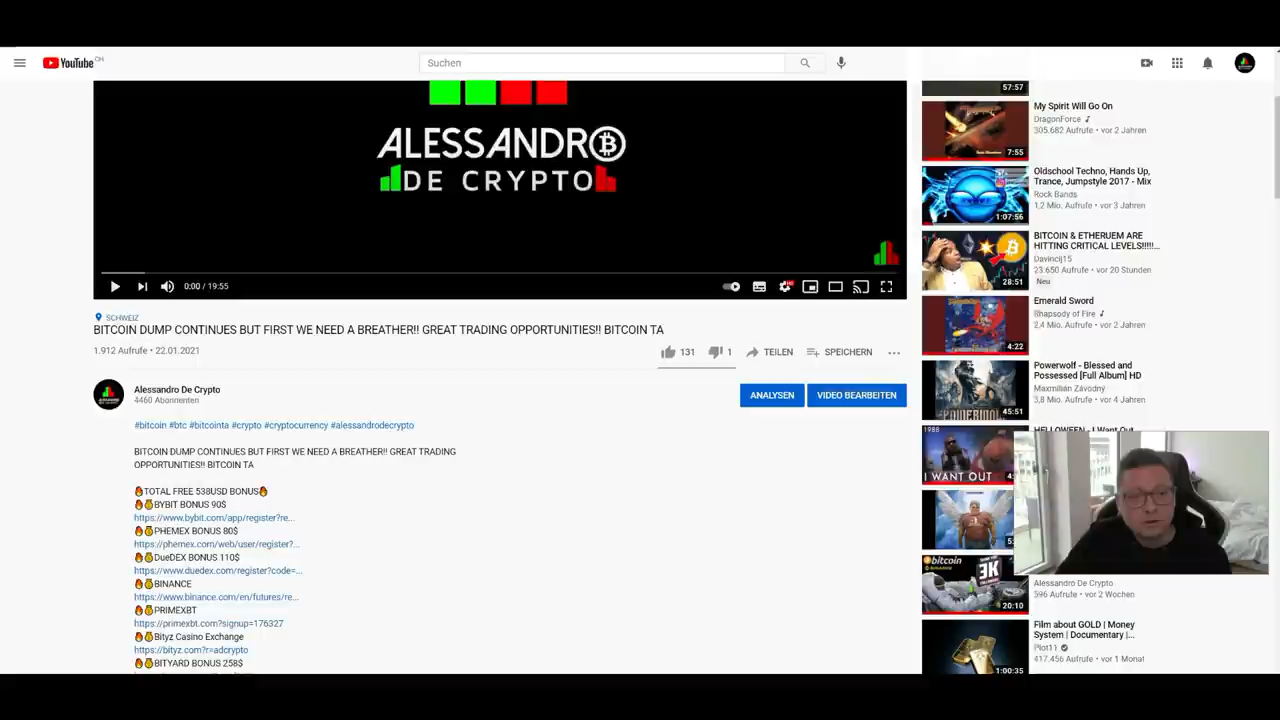 YouTube CH
Suchen
ALESSANDRO
DE CRYPTO
0:00 / 19:55
SCHWEIZ
BITCOIN DUMP CONTINUES BUT FIRST WE NEED A BREATHER!! GREAT TRADING OPPORTUNITIES!! BITCOIN TA
1.912 Aufrufe • 22.01.2021
131
1
TEILEN
SPEICHERN
Alessandro De Crypto
4460 Abonnenten
ANALYSEN
VIDEO BEARBEITEN
#bitcoin #btc #bitcointa #crypto #cryptocurrency #alessandrodecrypto
BITCOIN DUMP CONTINUES BUT FIRST WE NEED A BREATHER!! GREAT TRADING
OPPORTUNITIES!! BITCOIN TA
🔥TOTAL FREE 538USD BONUS🔥
🔥💰BYBIT BONUS 90$
https://www.bybit.com/app/register?re...
🔥💰PHEMEX BONUS 80$
https://phemex.com/web/user/register?...
🔥💰DueDEX BONUS 110$
https://www.duedex.com/register?code=...
🔥💰BINANCE
https://www.binance.com/en/futures/re...
🔥💰PRIMEXBT
https://primexbt.com?signup=176327
🔥💰Bityz Casino Exchange
https://bityz.com?r=adcrypto
🔥💰BITYARD BONUS 258$
57:57
My Spirit Will Go On
DragonForce
305.682 Aufrufe • vor 2 Jahren
7:55
Oldschool Techno, Hands Up,
Trance, Jumpstyle 2017 - Mix
Rock Bands
1,2 Mio. Aufrufe • vor 3 Jahren
1:07:56
BITCOIN & ETHERUEM ARE
HITTING CRITICAL LEVELS!!!!!...
Davincij15
23.650 Aufrufe • vor 20 Stunden
Neu
28:51
Emerald Sword
Rhapsody of Fire
2,4 Mio. Aufrufe • vor 2 Jahren
4:22
Powerwolf - Blessed and
Possessed [Full Album] HD
Maxmilián Závodný
3,8 Mio. Aufrufe • vor 4 Jahren
POWERWOLF
45:51
HELLOWEEN - I Want Out
1988
I WANT OUT
bitcoin
3K
20:10
Alessandro De Crypto
596 Aufrufe • vor 2 Wochen
Film about GOLD | Money
System | Documentary |...
Plot11
417.456 Aufrufe • vor 1 Monat
1:00:35